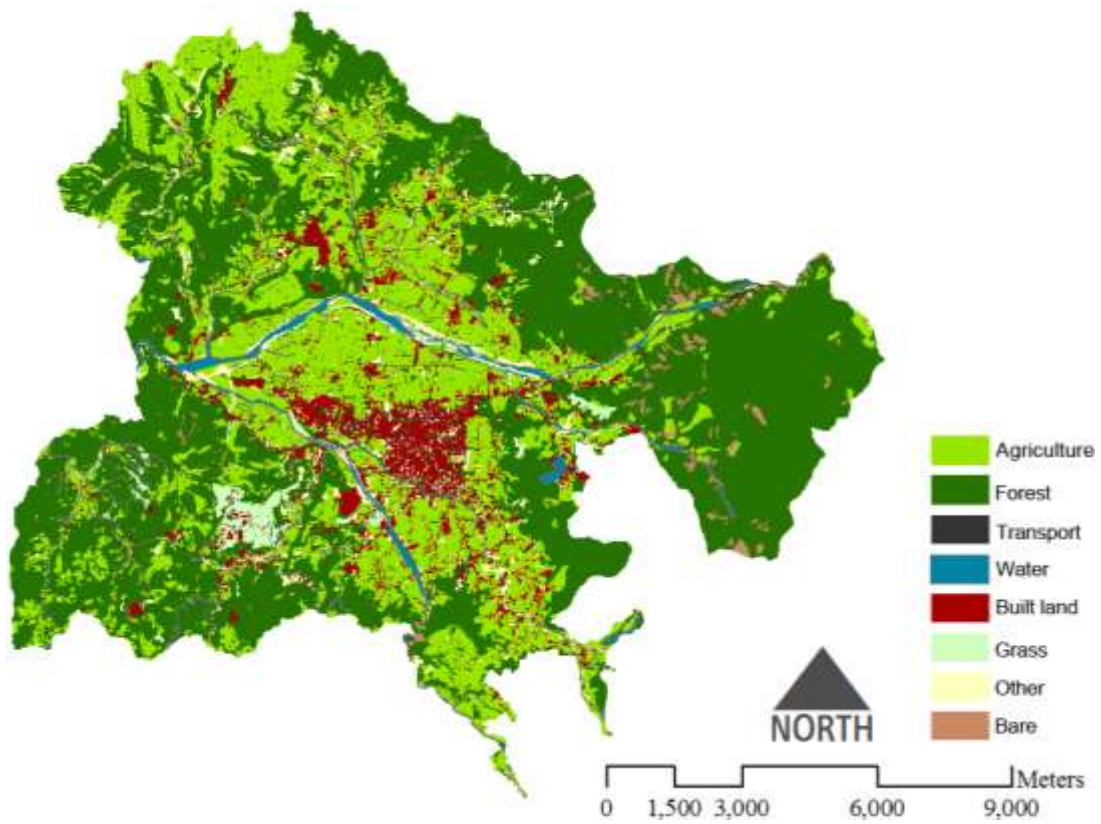 Agriculture
Forest
Transport
Water
Built land
Grass
Other
Bare
NORTH
Meters
0 1,500 3,000 6,000 9,000